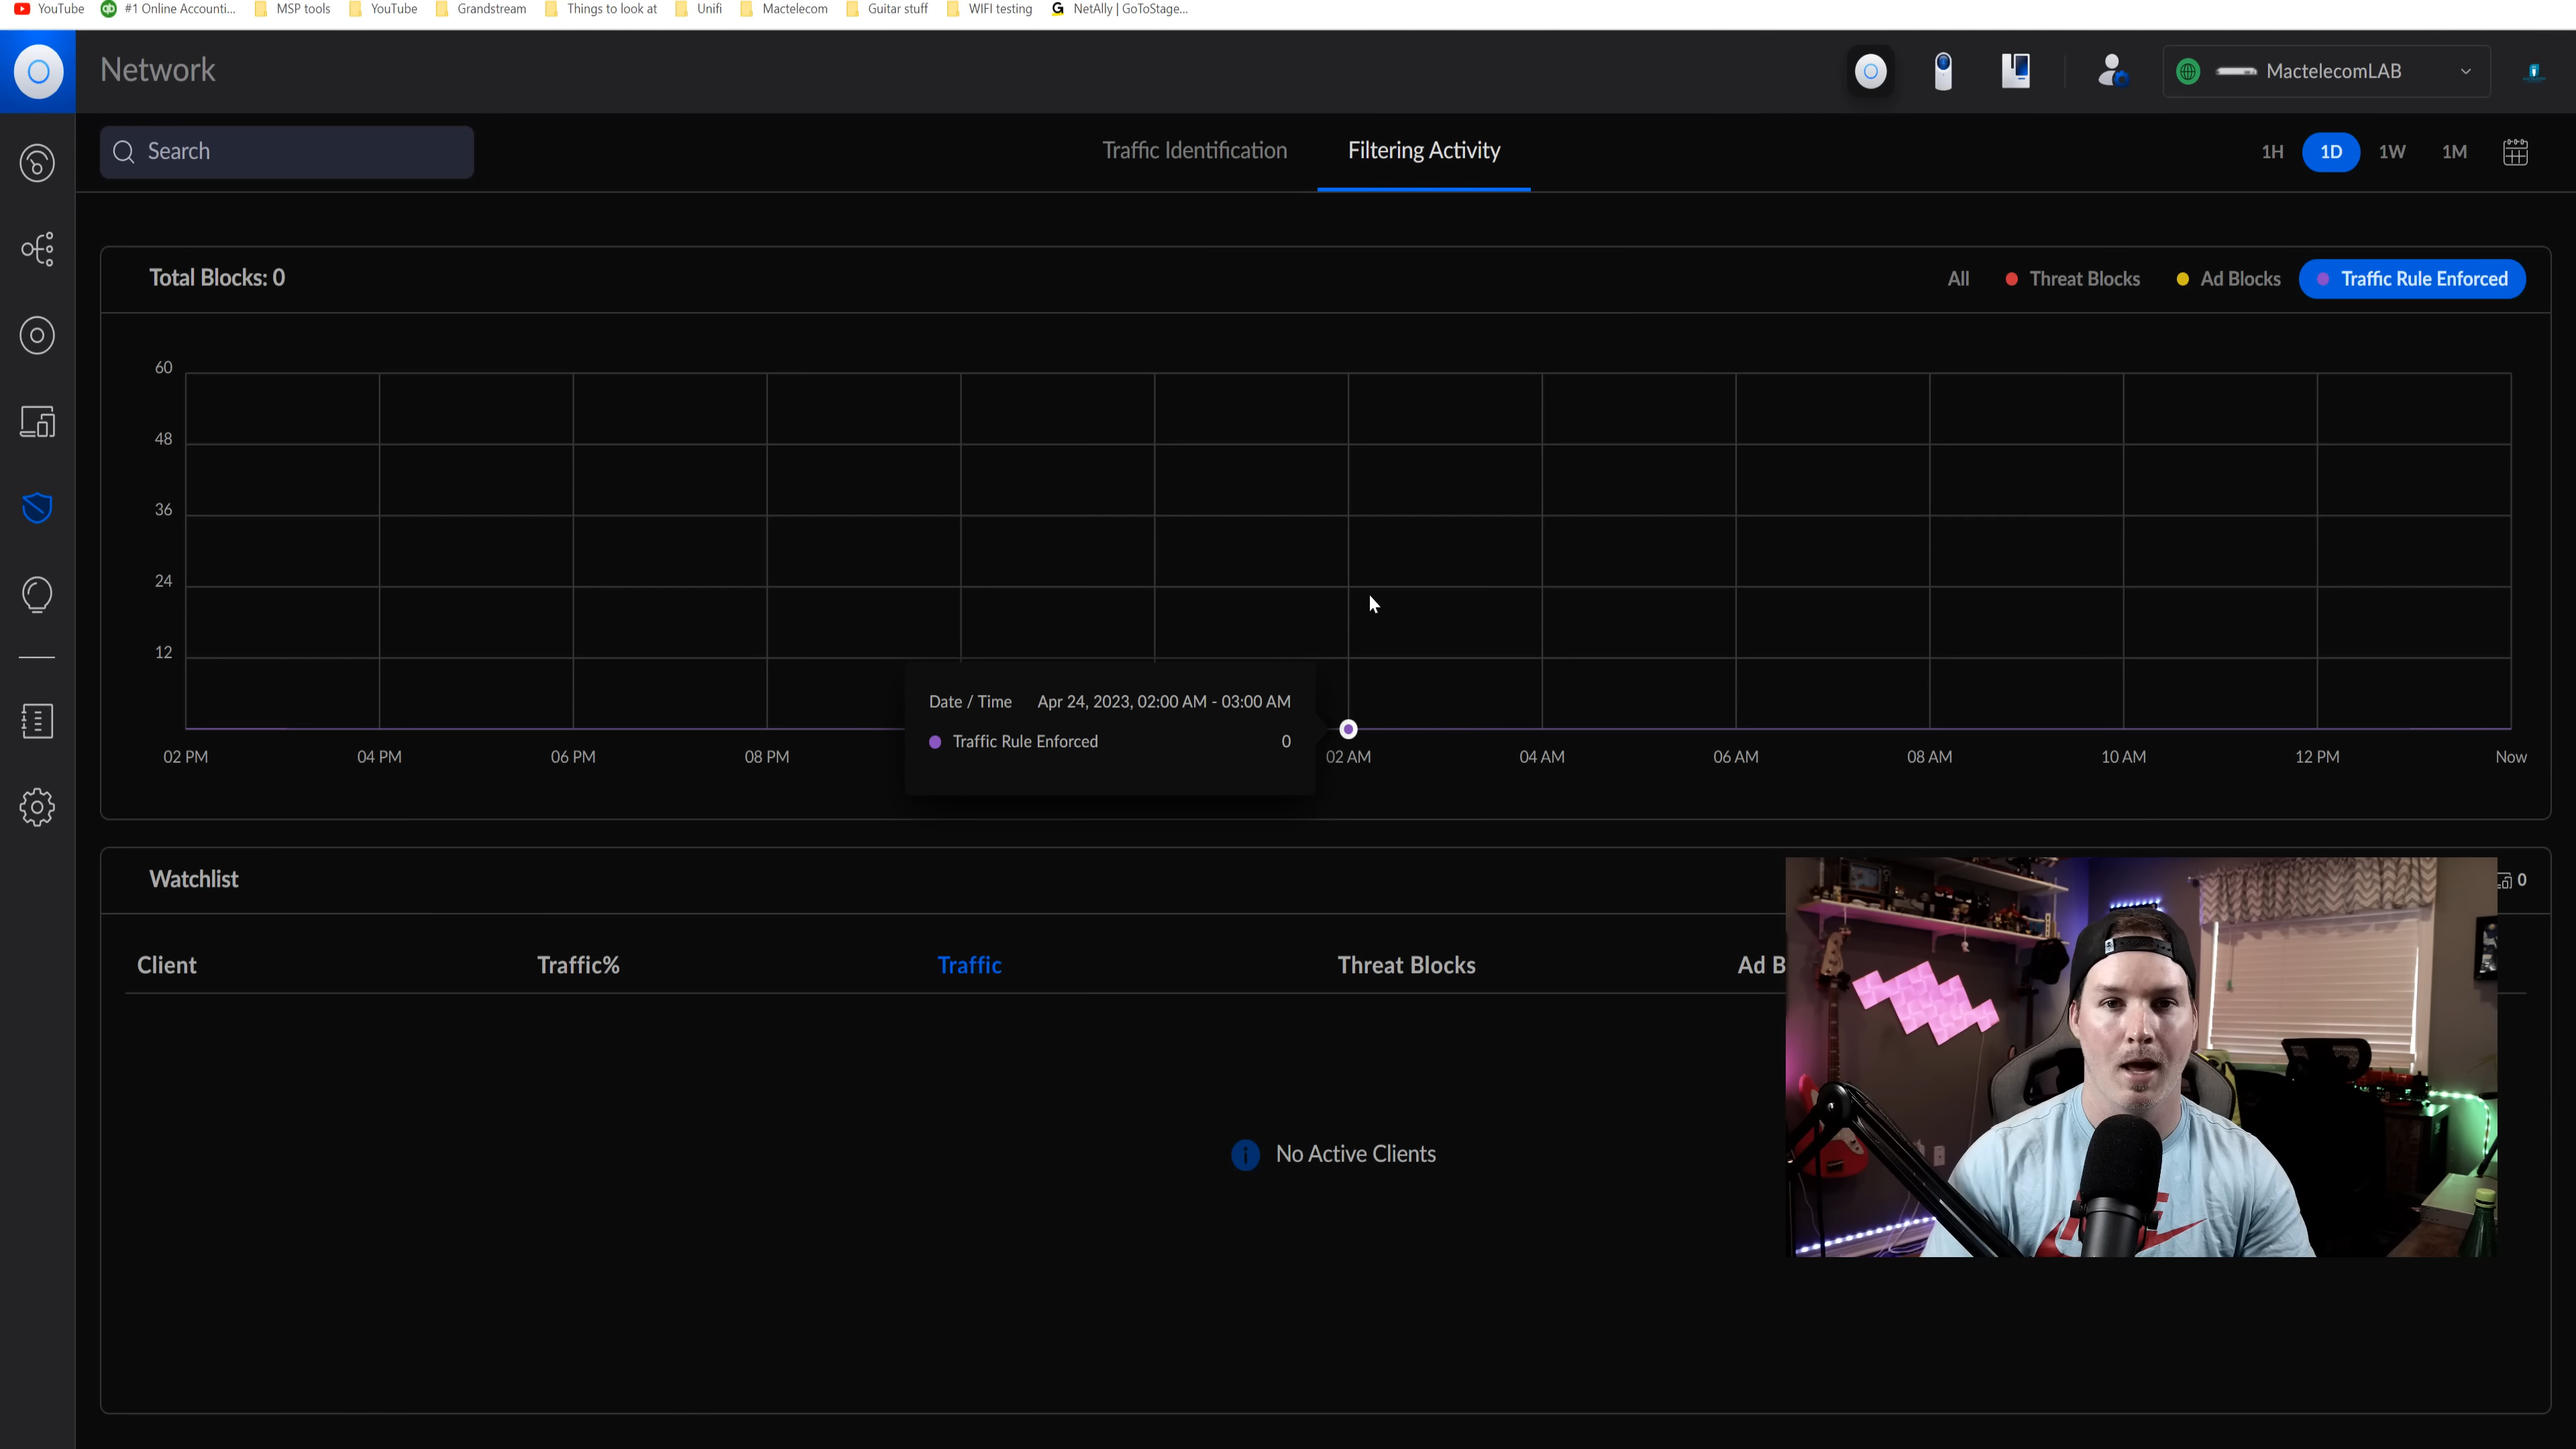 YouTube #1 Online Accounti... MSP tools YouTube Grandstream Things to look at Unifi Mactelecom Guitar stuff WIFI testing NetAlly | GoToStage...
Network MactelecomLAB
Search Traffic Identification Filtering Activity 1H 1D 1W 1M
Total Blocks: 0 All Threat Blocks Ad Blocks Traffic Rule Enforced
60
48
36
24
12
Date / Time Apr 24, 2023, 02:00 AM - 03:00 AM
Traffic Rule Enforced 0
02 PM 04 PM 06 PM 08 PM 02 AM 04 AM 06 AM 08 AM 10 AM 12 PM Now
Watchlist 0
Client Traffic% Traffic Threat Blocks Ad B
No Active Clients